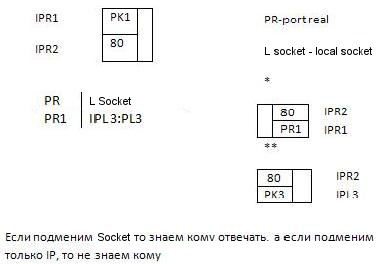 IPR1 PK1
IPR2 80
PR L Socket
PR1 IPL3:PL3
PR-port real
L socket - local socket
*
80 IPR2
PR1 IPR1
**
80 IPR2
PK3 IPL3
Если подменим Socket то знаем кому отвечать, а если подменим
только IP, то не знаем кому